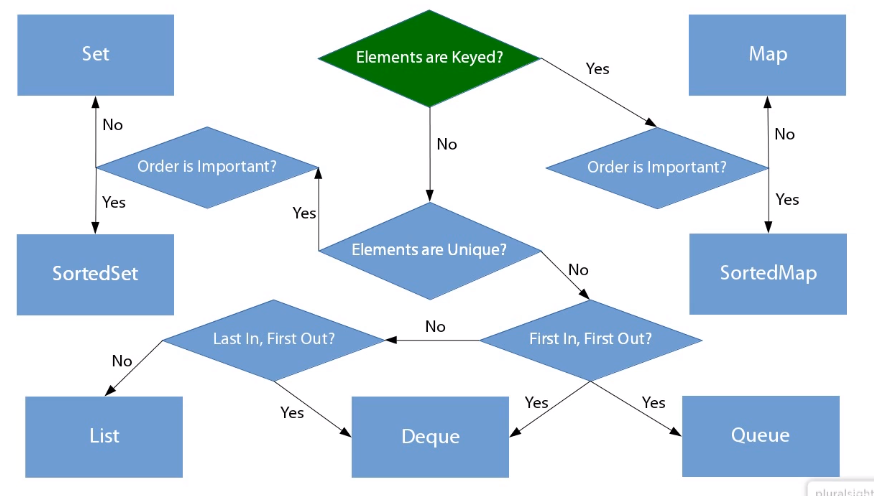 Set
Elements are Keyed?
Map
Yes
No
No
No
Order is Important?
Order is Important?
Yes
Yes
Yes
Elements are Unique?
No
SortedSet
SortedMap
No
Last In, First Out?
First In, First Out?
No
Yes
Yes
Yes
List
Deque
Queue
pluralsight